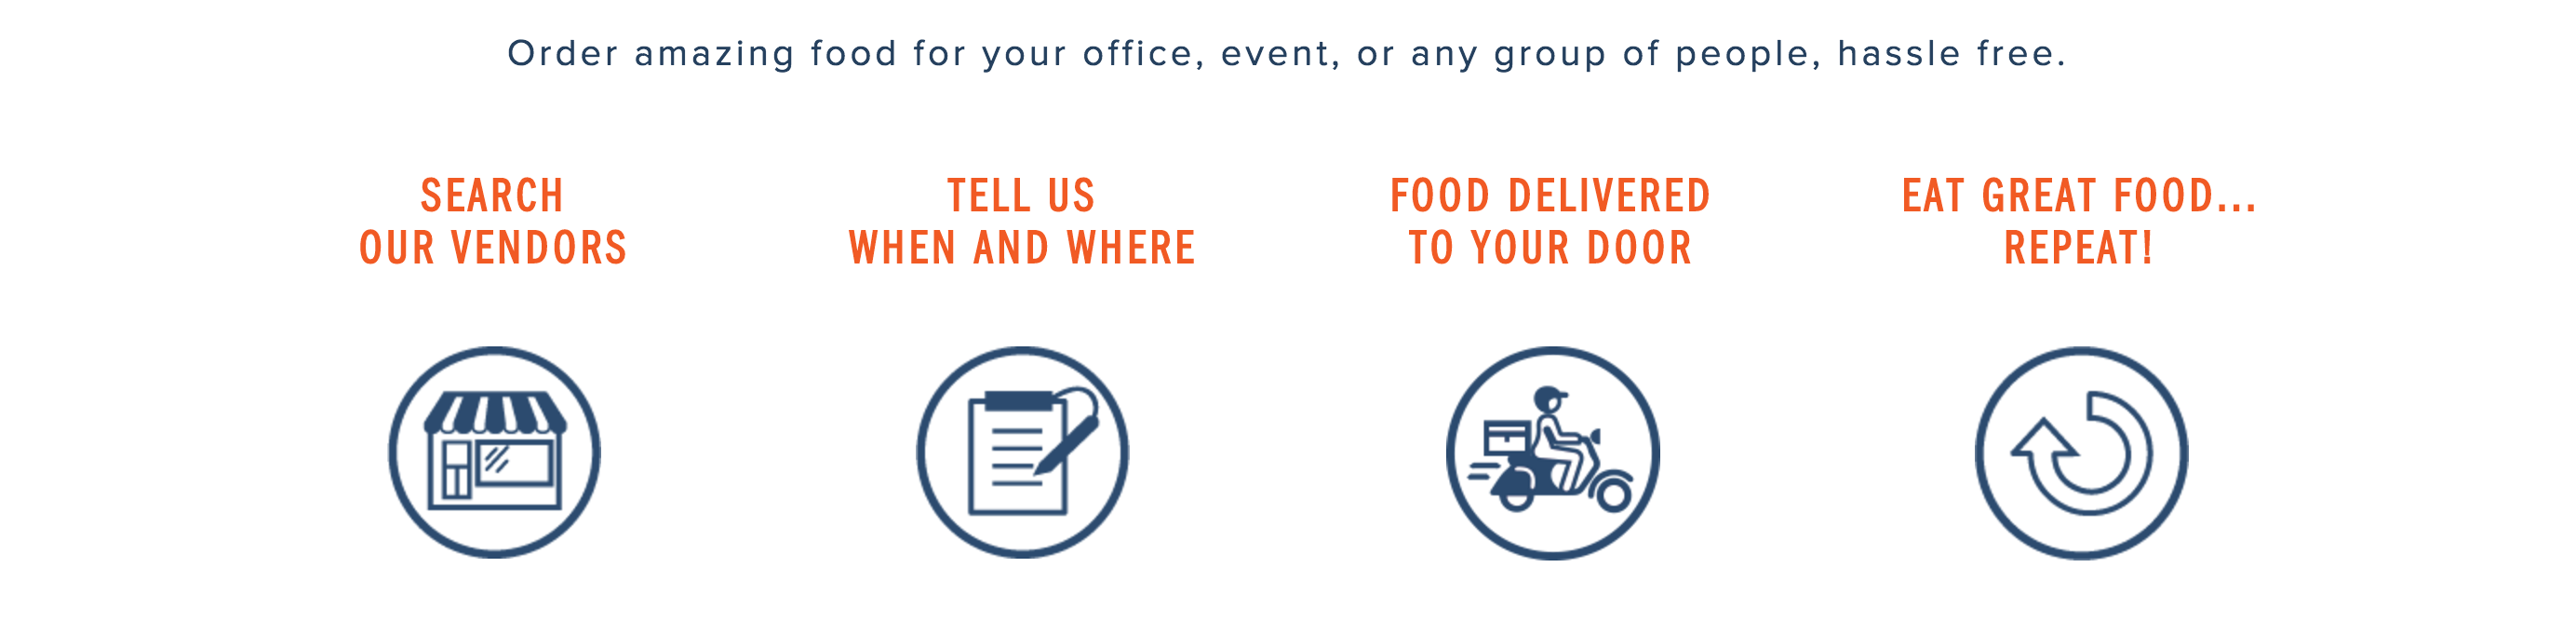 Order amazing food for your office, event, or any group of people, hassle free.
SEARCH
OUR VENDORS
TELL US
WHEN AND WHERE
FOOD DELIVERED
TO YOUR DOOR
EAT GREAT FOOD...
REPEAT!